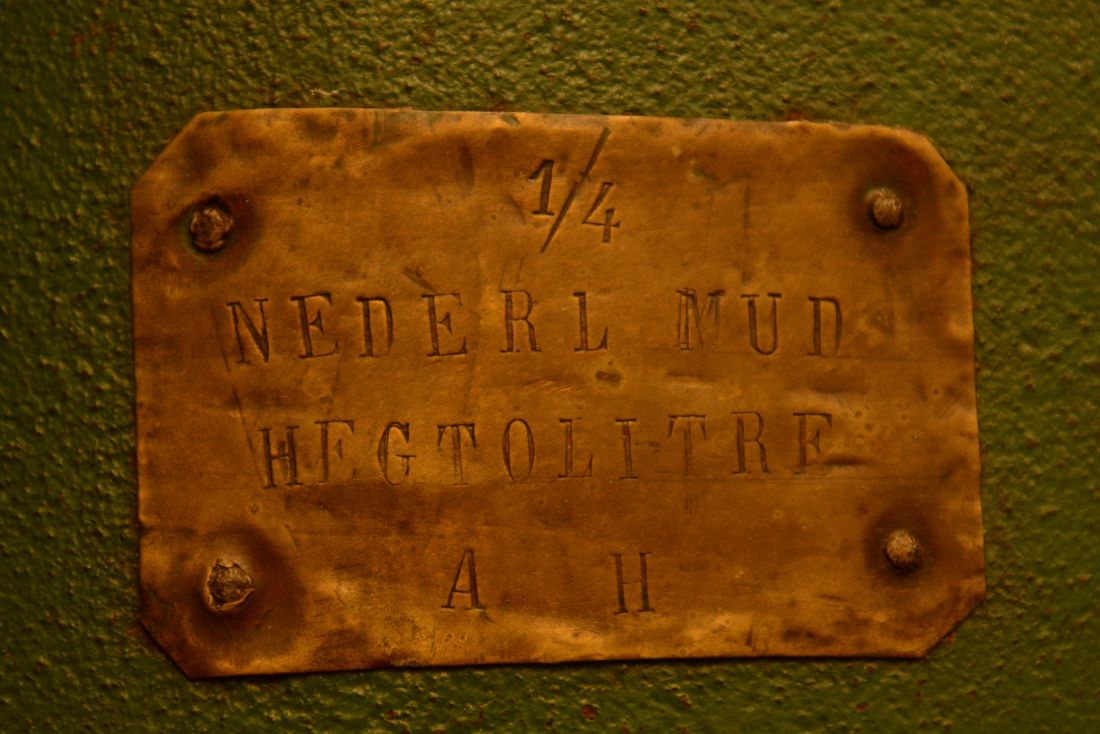 1/4
NEDERL MUD
HEGTOLITRE
A H